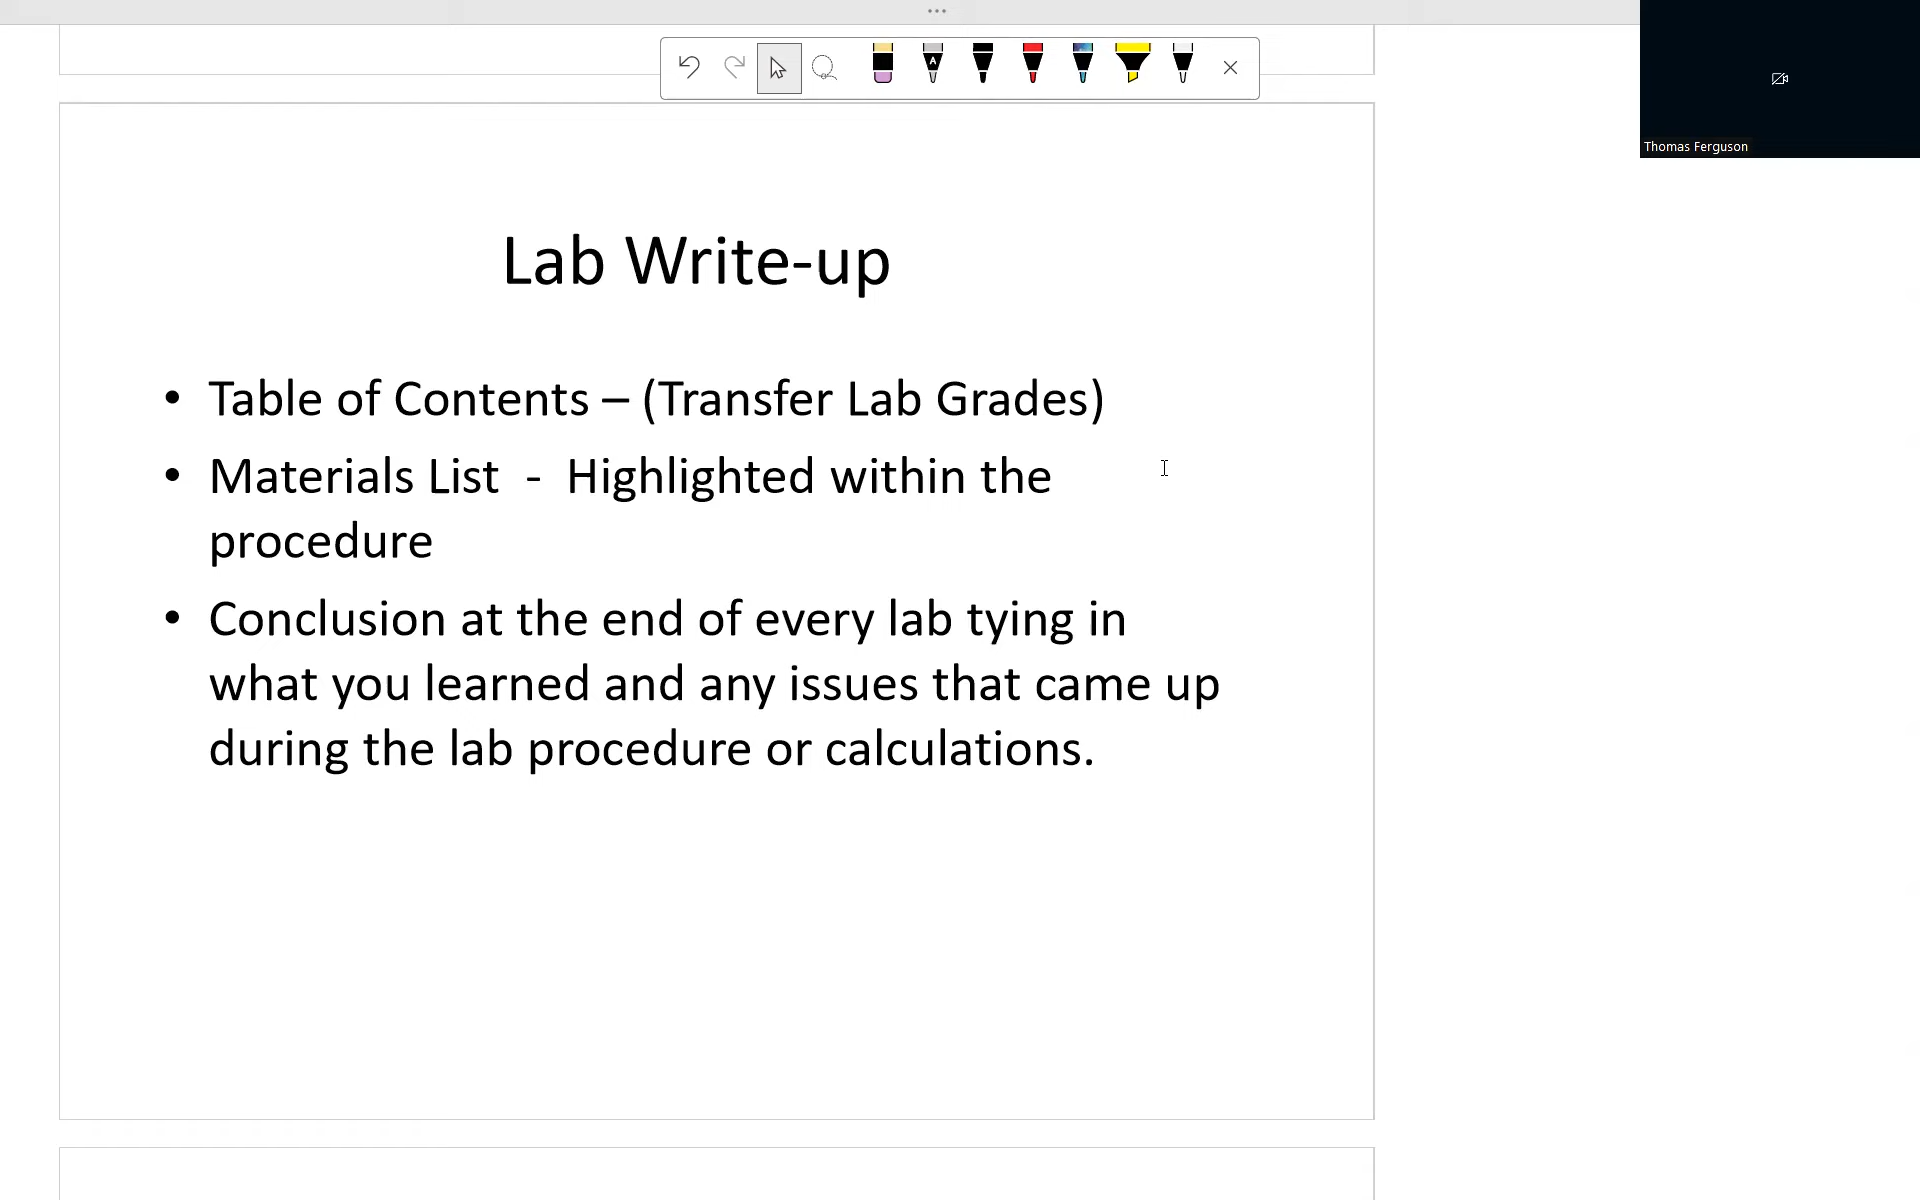 Thomas Ferguson
Lab Write-up
• Table of Contents – (Transfer Lab Grades)
• Materials List - Highlighted within the
procedure
• Conclusion at the end of every lab tying in
what you learned and any issues that came up
during the lab procedure or calculations.